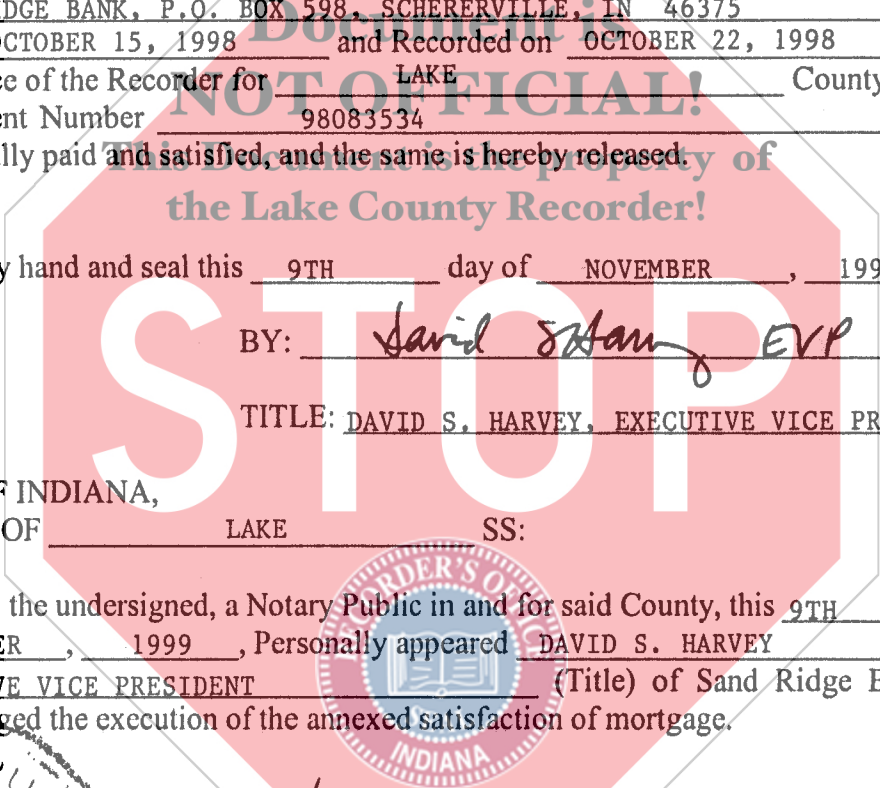 DGE BANK, P.O. BOX 598, SCHERERVILLE, IN 46375
OCTOBER 15, 1998 and Recorded on OCTOBER 22, 1998
Document is
ce of the Recorder for LAKE County
NOT OFFICIAL!
ent Number 98083534
lly paid and satisfied, and the same is hereby released.
This Document is the property of
the Lake County Recorder!
y hand and seal this 9TH day of NOVEMBER, 199
STOP
BY: David S Harvey EVP
TITLE: DAVID S. HARVEY, EXECUTIVE VICE PR
F INDIANA,
OF LAKE SS:
the undersigned, a Notary Public in and for said County, this 9TH
ER, 1999, Personally appeared DAVID S. HARVEY
VE VICE PRESIDENT (Title) of Sand Ridge B
ged the execution of the annexed satisfaction of mortgage.
RECORDER'S OFFICE
INDIANA